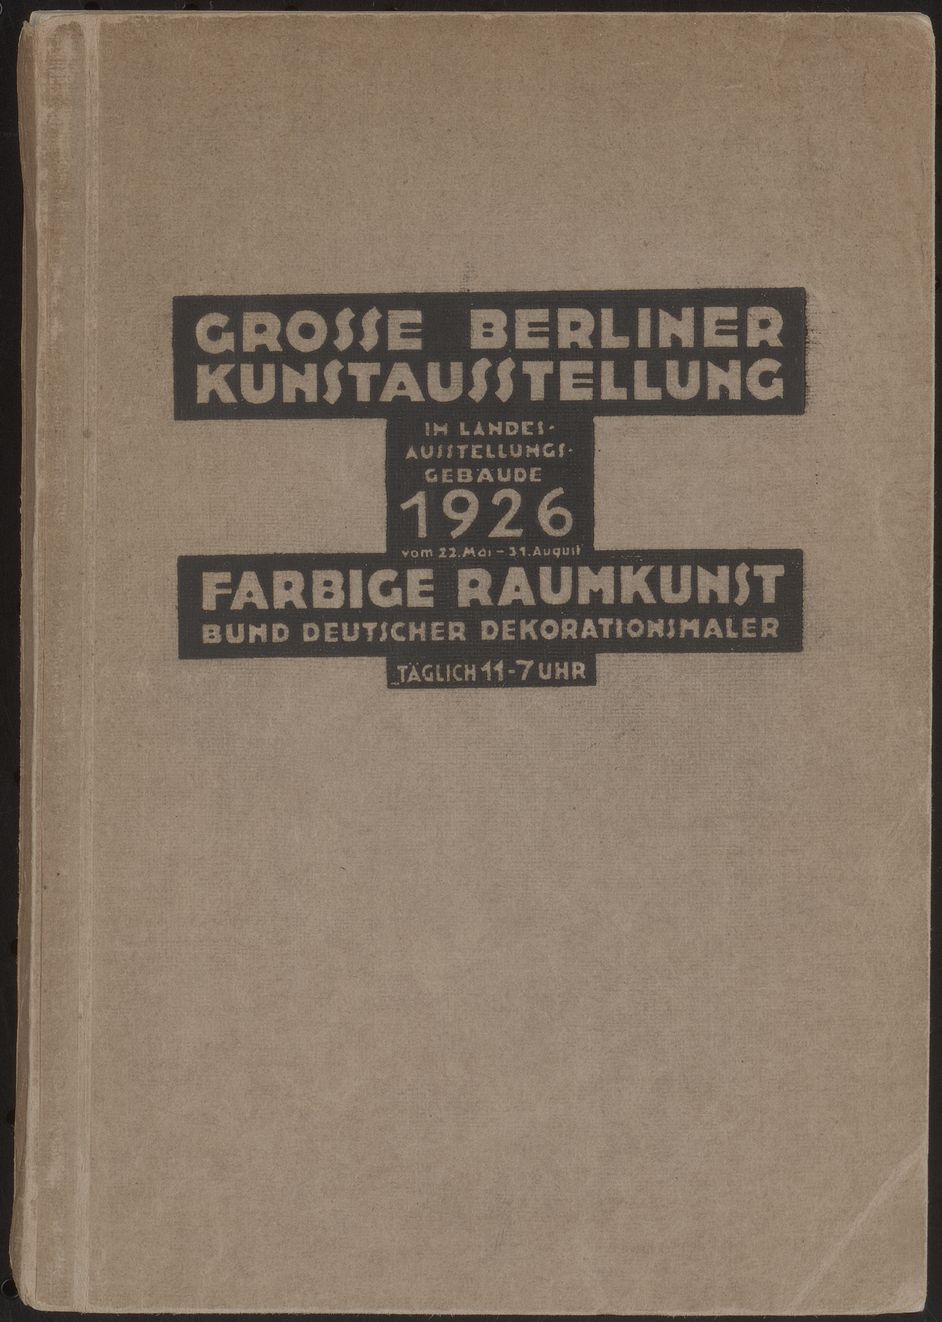 GROSSE BERLINER
KUNSTAUSSTELLUNG
IM LANDES-
AUSSTELLUNGS-
GEBÄUDE
1926
vom 22. Mai - 31. August
FARBIGE RAUMKUNST
BUND DEUTSCHER DEKORATIONSMALER
TÄGLICH 11-7 UHR